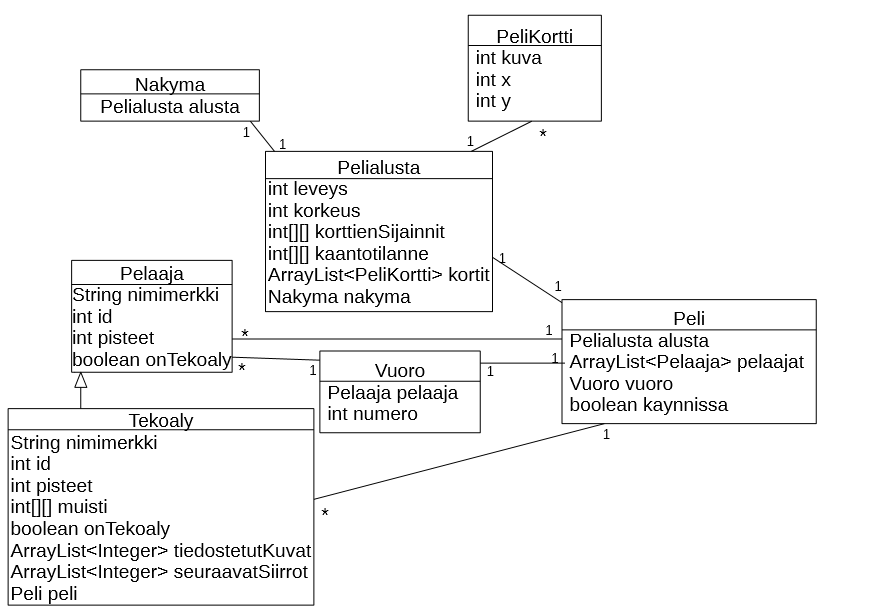 PeliKortti
int kuva
int x
int y
*
1
Nakyma
Pelialusta alusta
1
1
Pelialusta
int leveys
int korkeus
int[][] korttienSijainnit
int[][] kaantotilanne
ArrayList<PeliKortti> kortit
Nakyma nakyma
1
1
Pelaaja
String nimimerkki
int id
int pisteet
boolean onTekoaly
*
1
*
1
Vuoro
Pelaaja pelaaja
int numero
1
1
Peli
Pelialusta alusta
ArrayList<Pelaaja> pelaajat
Vuoro vuoro
boolean kaynnissa
1
*
Tekoaly
String nimimerkki
int id
int pisteet
int[][] muisti
boolean onTekoaly
ArrayList<Integer> tiedostetutKuvat
ArrayList<Integer> seuraavatSiirrot
Peli peli